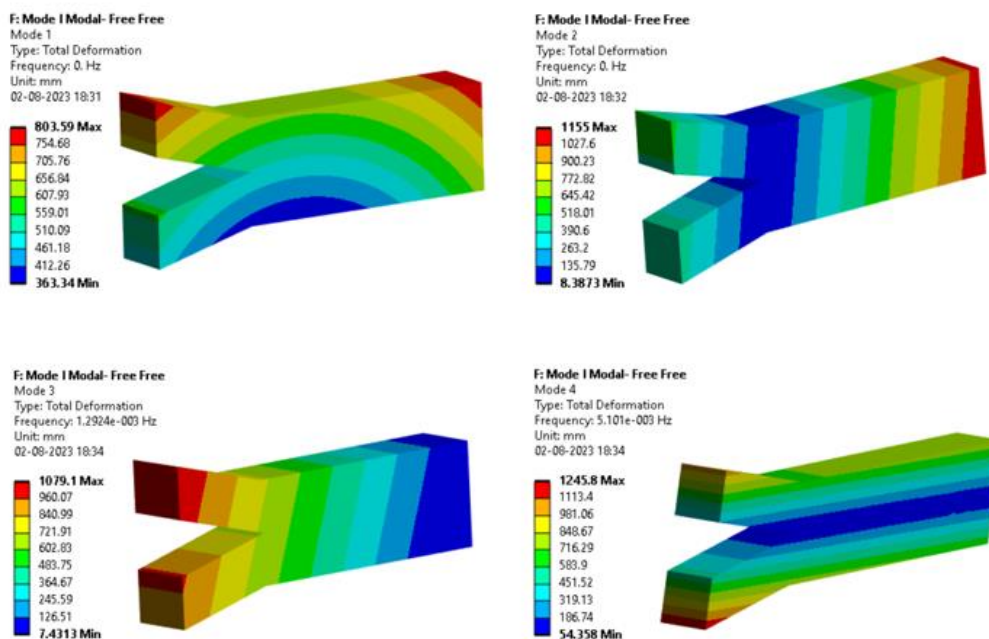 F: Mode I Modal- Free Free
Mode 1
Type: Total Deformation
Frequency: 0. Hz
Unit: mm
02-08-2023 18:31
803.59 Max
754.68
705.76
656.84
607.93
559.01
510.09
461.18
412.26
363.34 Min
F: Mode I Modal- Free Free
Mode 2
Type: Total Deformation
Frequency: 0. Hz
Unit: mm
02-08-2023 18:32
1155 Max
1027.6
900.23
772.82
645.42
518.01
390.6
263.2
135.79
8.3873 Min
F: Mode I Modal- Free Free
Mode 3
Type: Total Deformation
Frequency: 1.2924e-003 Hz
Unit: mm
02-08-2023 18:34
1079.1 Max
960.07
840.99
721.91
602.83
483.75
364.67
245.59
126.51
7.4313 Min
F: Mode I Modal- Free Free
Mode 4
Type: Total Deformation
Frequency: 5.101e-003 Hz
Unit: mm
02-08-2023 18:34
1245.8 Max
1113.4
981.06
848.67
716.29
583.9
451.52
319.13
186.74
54.358 Min